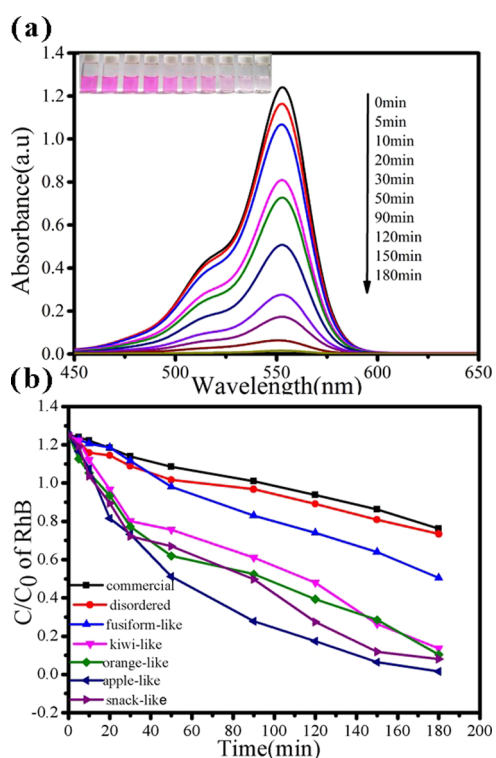 (a)
1.4
1.2
1.0
0.8
0.6
0.4
0.2
0.0
Absorbance(a.u)
0min
5min
10min
20min
30min
50min
90min
120min
150min
180min
450 500 550 600 650
Wavelength(nm)
(b)
1.4
1.2
1.0
0.8
0.6
0.4
0.2
0.0
-0.2
C/C0 of RhB
commercial
disordered
fusiform-like
kiwi-like
orange-like
apple-like
snack-like
0 20 40 60 80 100 120 140 160 180 200
Time(min)